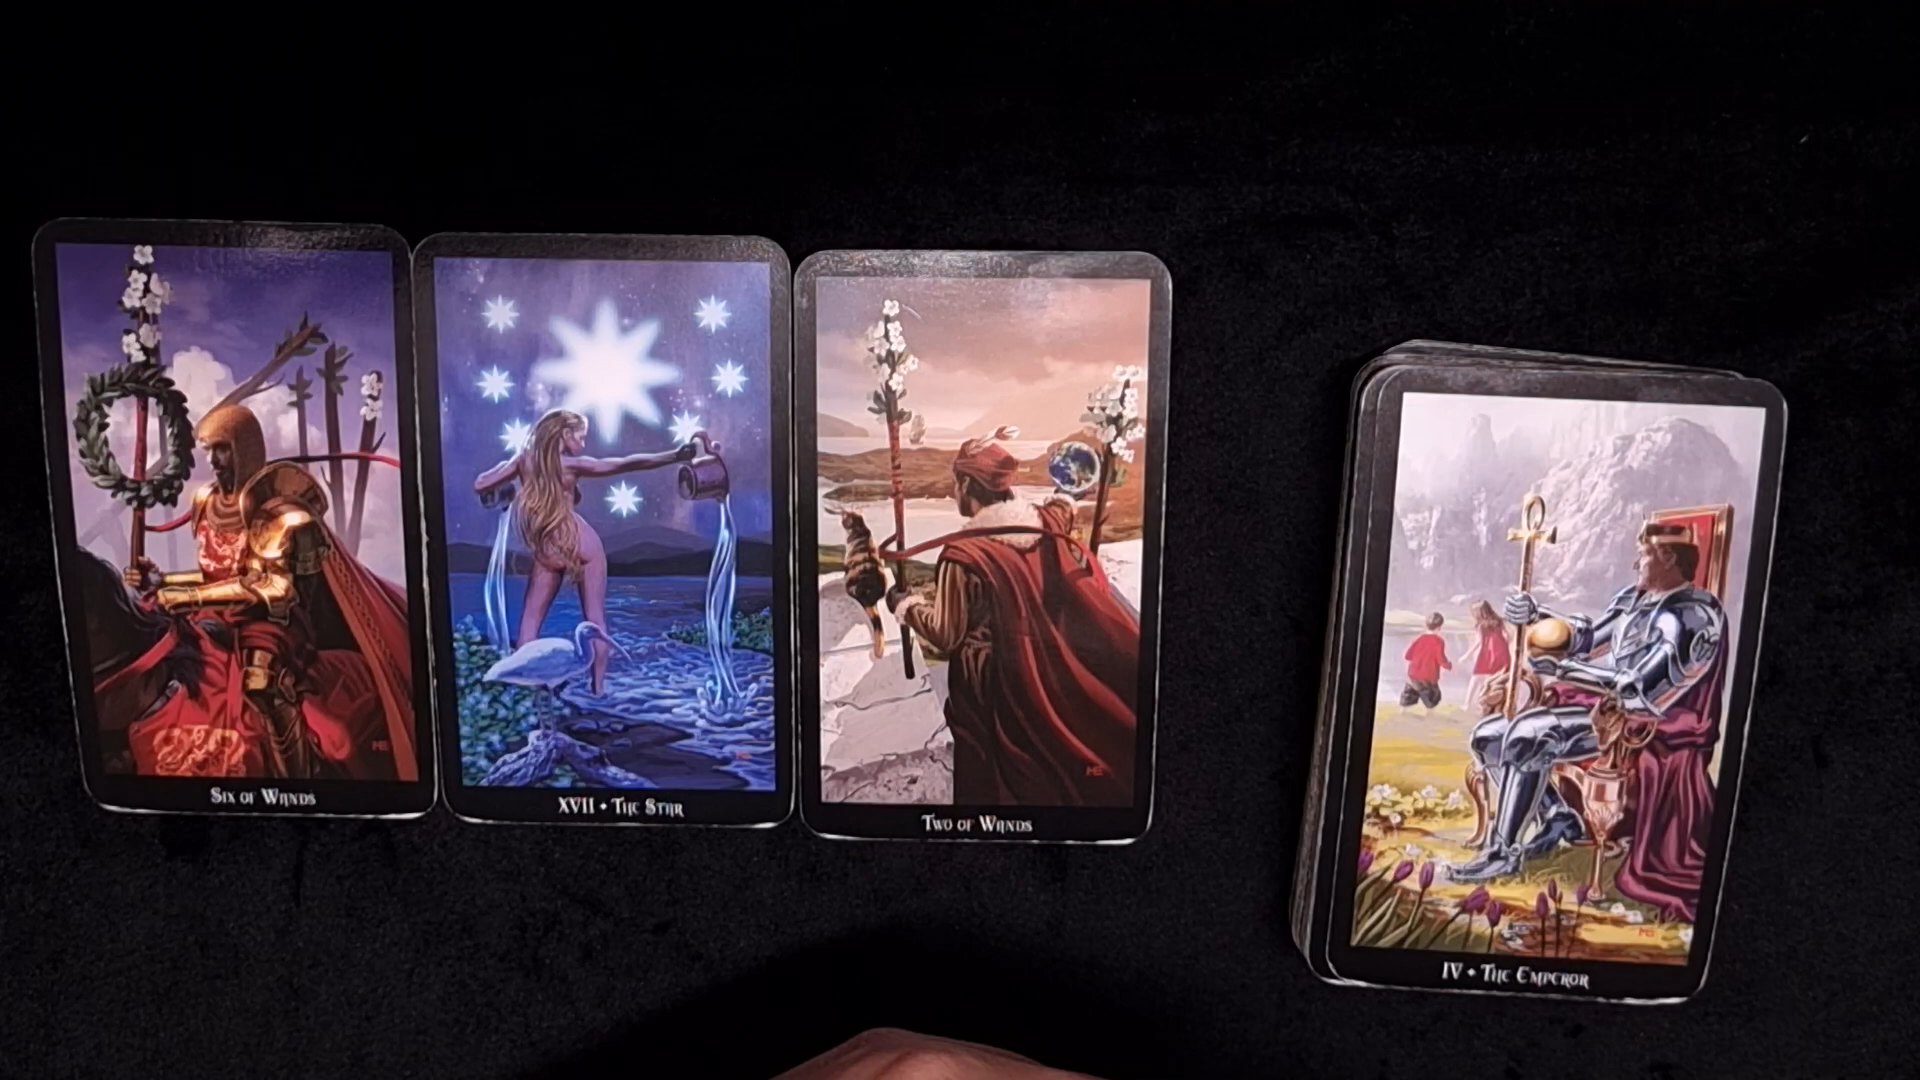 Six of Wands
XVII • The Star
Two of Wands
IV • The Emperor